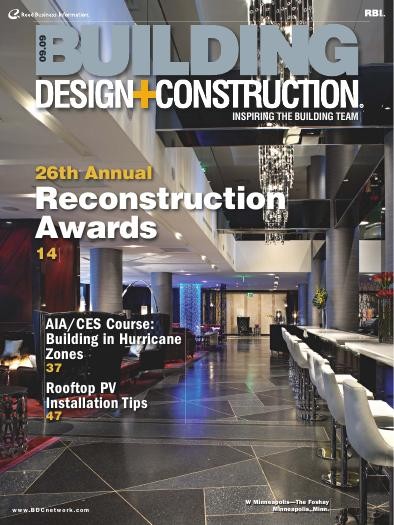 Reed Business Information.
RBI.
09.09
BUILDING
DESIGN+CONSTRUCTION®
INSPIRING THE BUILDING TEAM
26th Annual
Reconstruction
Awards
14
AIA/CES Course:
Building in Hurricane
Zones
37
Rooftop PV
Installation Tips
47
www.BDCnetwork.com
W Minneapolis—The Foshay
Minneapolis, Minn.